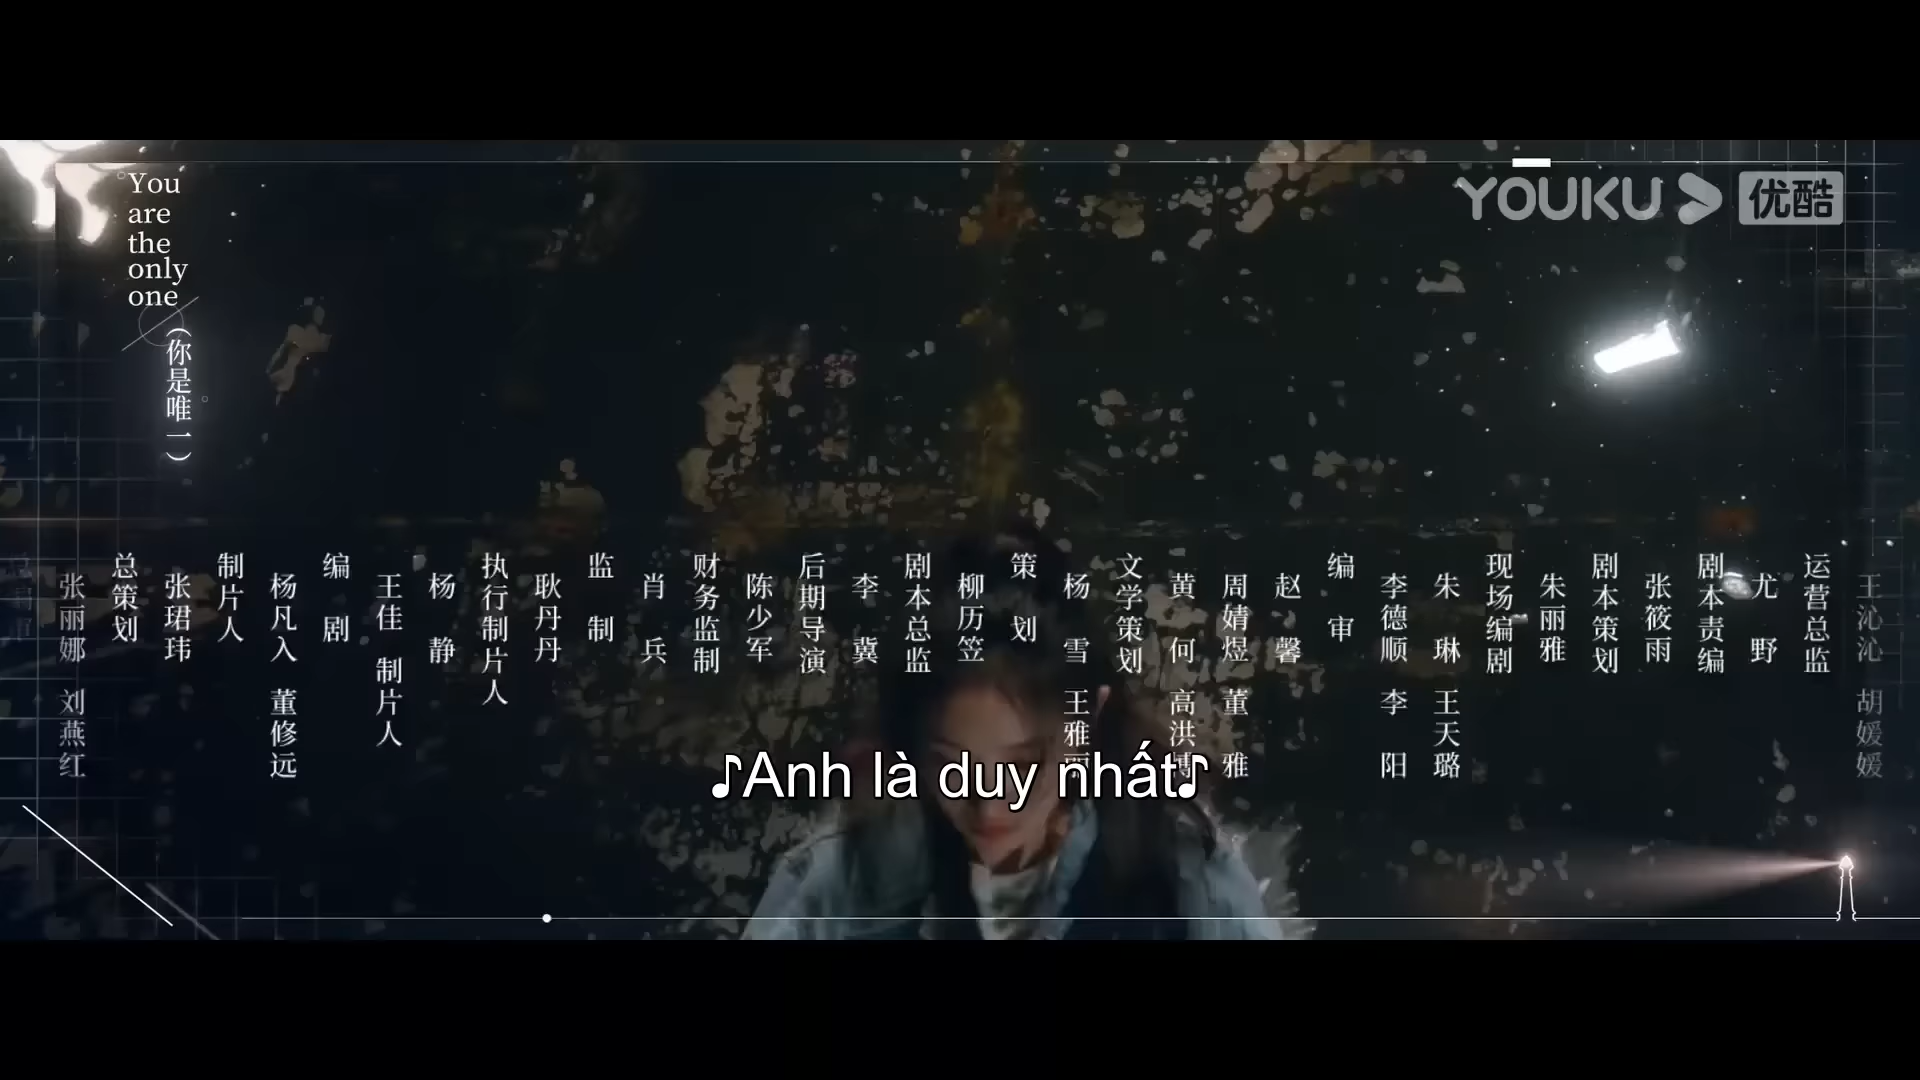 You
are
the
only
one
（你是唯一）
YOUKU 优酷
张丽娜 刘燕红
总策划
张珺玮
制片人
杨凡入 董修远
编 剧
王佳 制片人
杨 静
执行制片人
耿丹丹
监 制
肖 兵
财务监制
陈少军
后期导演
李 冀
剧本总监
柳历笠
策 划
杨 雪 王雅丽
文学策划
黄 何 高洪博
周婧煜 董 雅
赵 馨
编 审
李德顺 李 阳
朱 琳 王天璐
现场编剧
朱丽雅
剧本策划
张筱雨
剧本责编
尤 野
运营总监
王沁沁 胡媛媛
♪Anh là duy nhất♪